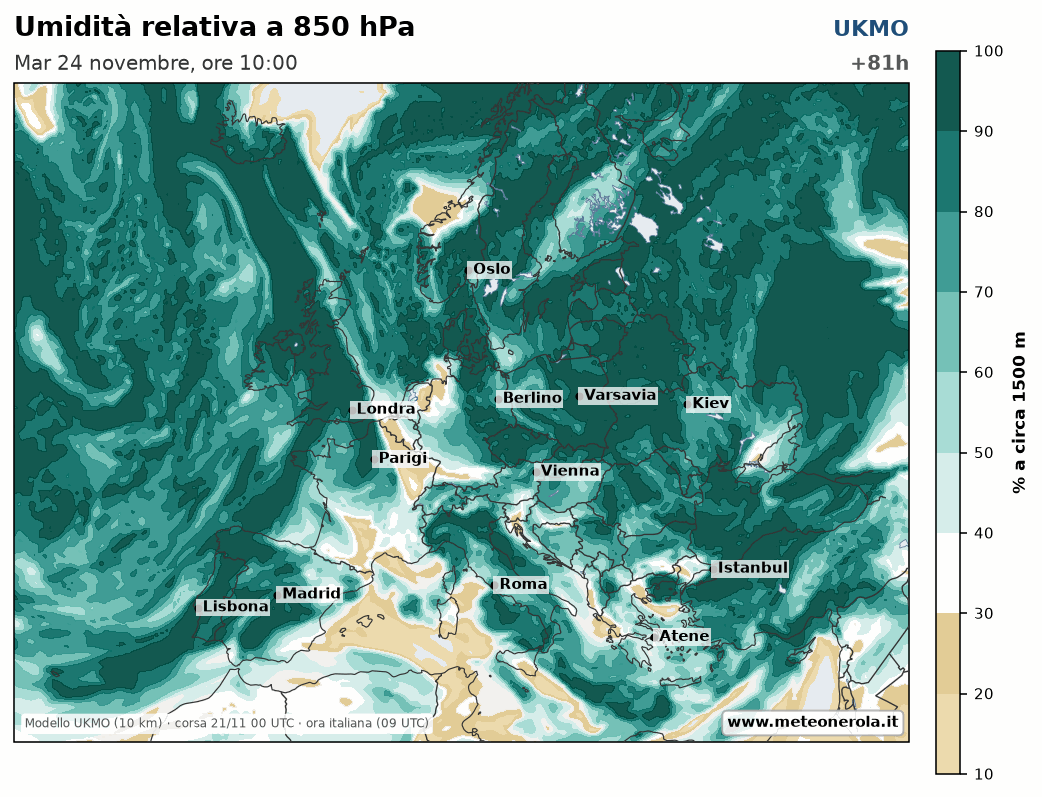 Umidità relativa a 850 hPa
UKMO
Mar 24 novembre, ore 10:00
+81h
100
90
80
70
60
50
40
30
20
10
% a circa 1500 m
Oslo
Londra
Berlino
Varsavia
Kiev
Parigi
Vienna
Istanbul
Roma
Madrid
Lisbona
Atene
Modello UKMO (10 km) · corsa 21/11 00 UTC · ora italiana (09 UTC)
www.meteonerola.it